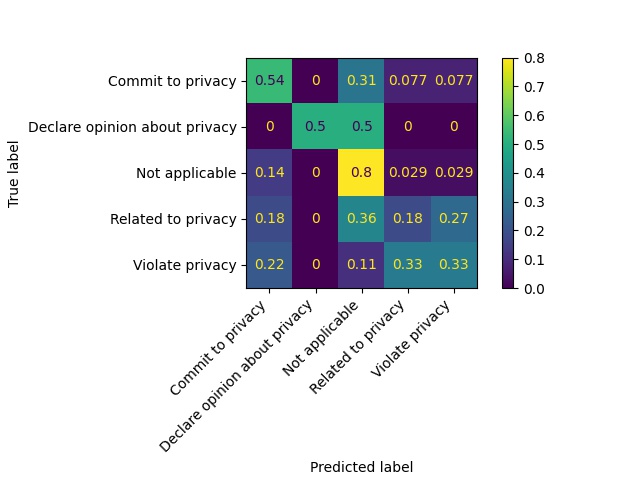 Commit to privacy 0.54 0 0.31 0.077 0.077
Declare opinion about privacy 0 0.5 0.5 0 0
Not applicable 0.14 0 0.8 0.029 0.029
Related to privacy 0.18 0 0.36 0.18 0.27
Violate privacy 0.22 0 0.11 0.33 0.33
True label
Commit to privacy
Declare opinion about privacy
Not applicable
Related to privacy
Violate privacy
Predicted label
0.8
0.7
0.6
0.5
0.4
0.3
0.2
0.1
0.0